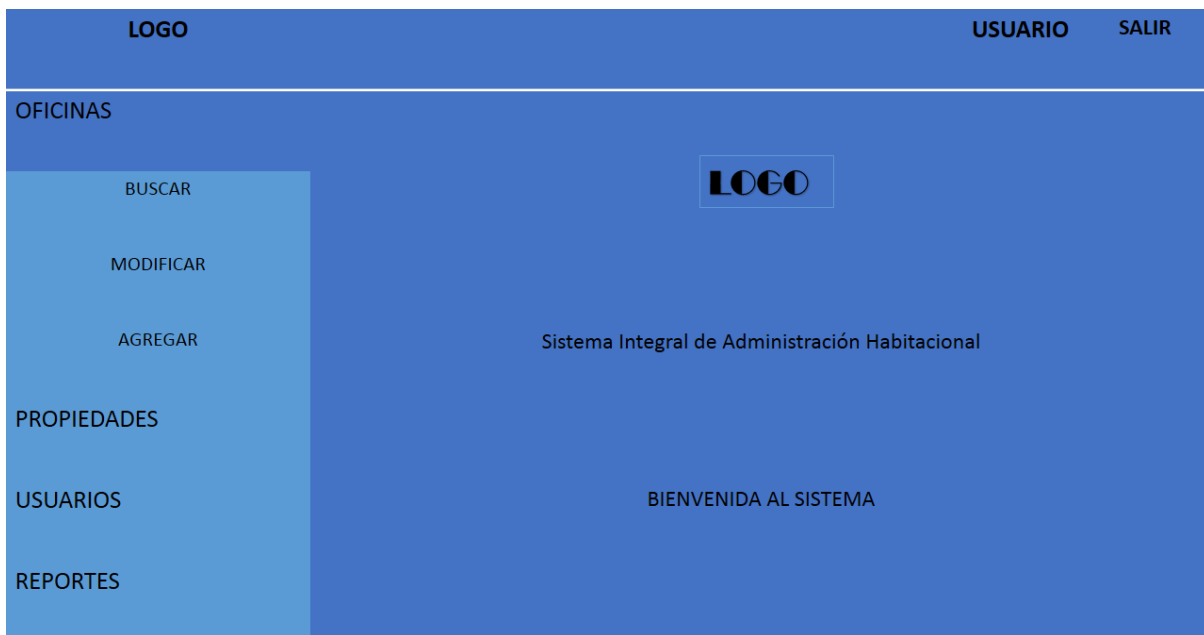 LOGO
USUARIO
SALIR
OFICINAS
BUSCAR
MODIFICAR
AGREGAR
PROPIEDADES
USUARIOS
REPORTES
LOGO
Sistema Integral de Administración Habitacional
BIENVENIDA AL SISTEMA